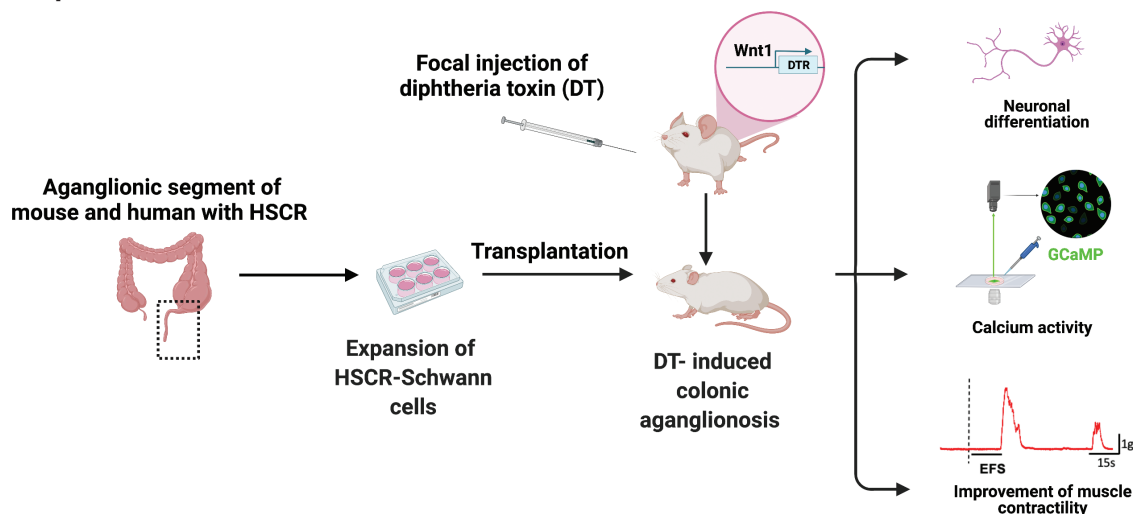 Focal injection of
diphtheria toxin (DT)
Wnt1
DTR
Neuronal
differentiation
Aganglionic segment of
mouse and human with HSCR
Transplantation
GCaMP
Calcium activity
Expansion of
HSCR-Schwann
cells
DT- induced
colonic
aganglionosis
EFS
1g
15s
Improvement of muscle
contractility